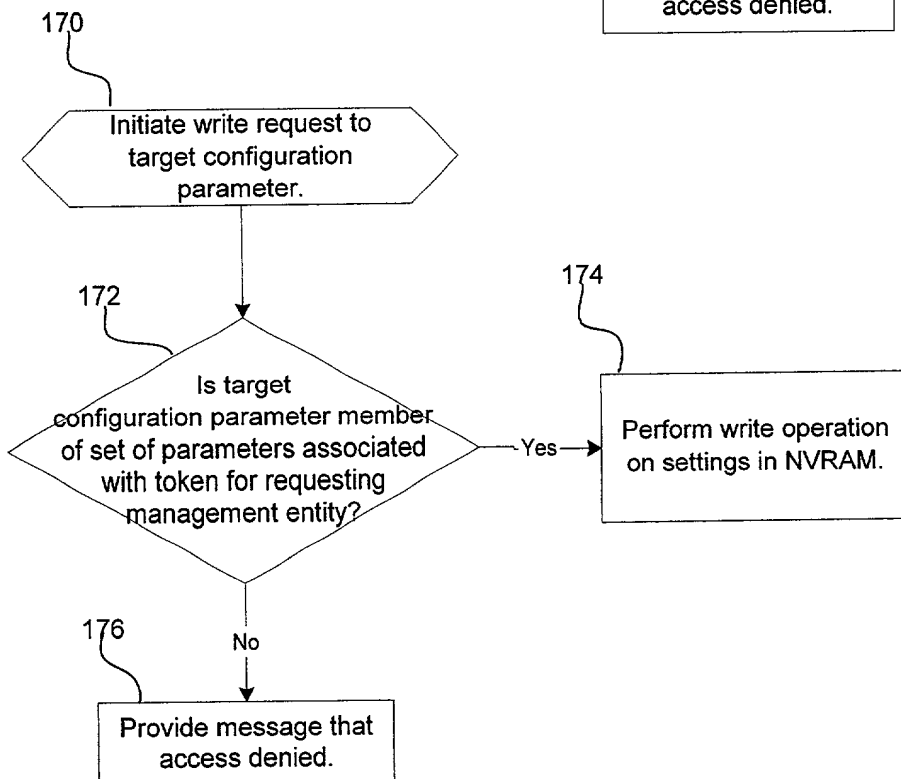 access denied.
170
Initiate write request to
target configuration
parameter.
172
174
Is target
configuration parameter member
of set of parameters associated
with token for requesting
management entity?
Yes
Perform write operation
on settings in NVRAM.
No
176
Provide message that
access denied.